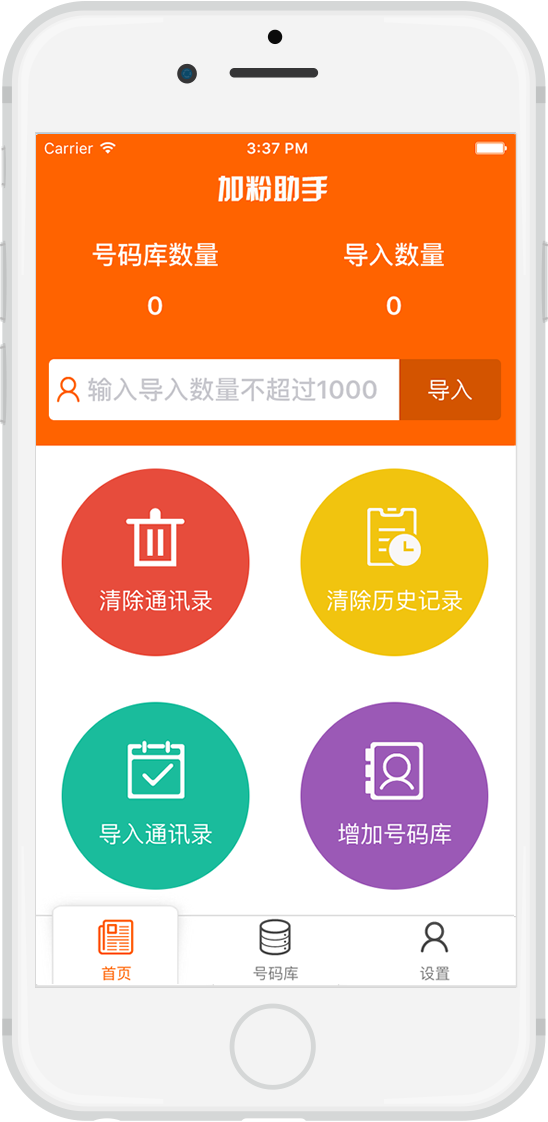 Carrier 3:37 PM
加粉助手
号码库数量 导入数量
0 0
输入导入数量不超过1000 导入
清除通讯录 清除历史记录
导入通讯录 增加号码库
首页 号码库 设置